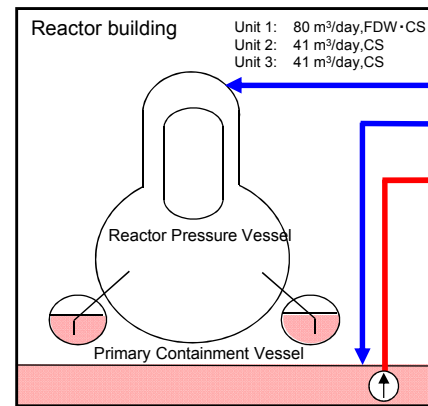 Reactor building
Unit 1: 80 m³/day,FDW・CS
Unit 2: 41 m³/day,CS
Unit 3: 41 m³/day,CS
Reactor Pressure Vessel
Primary Containment Vessel